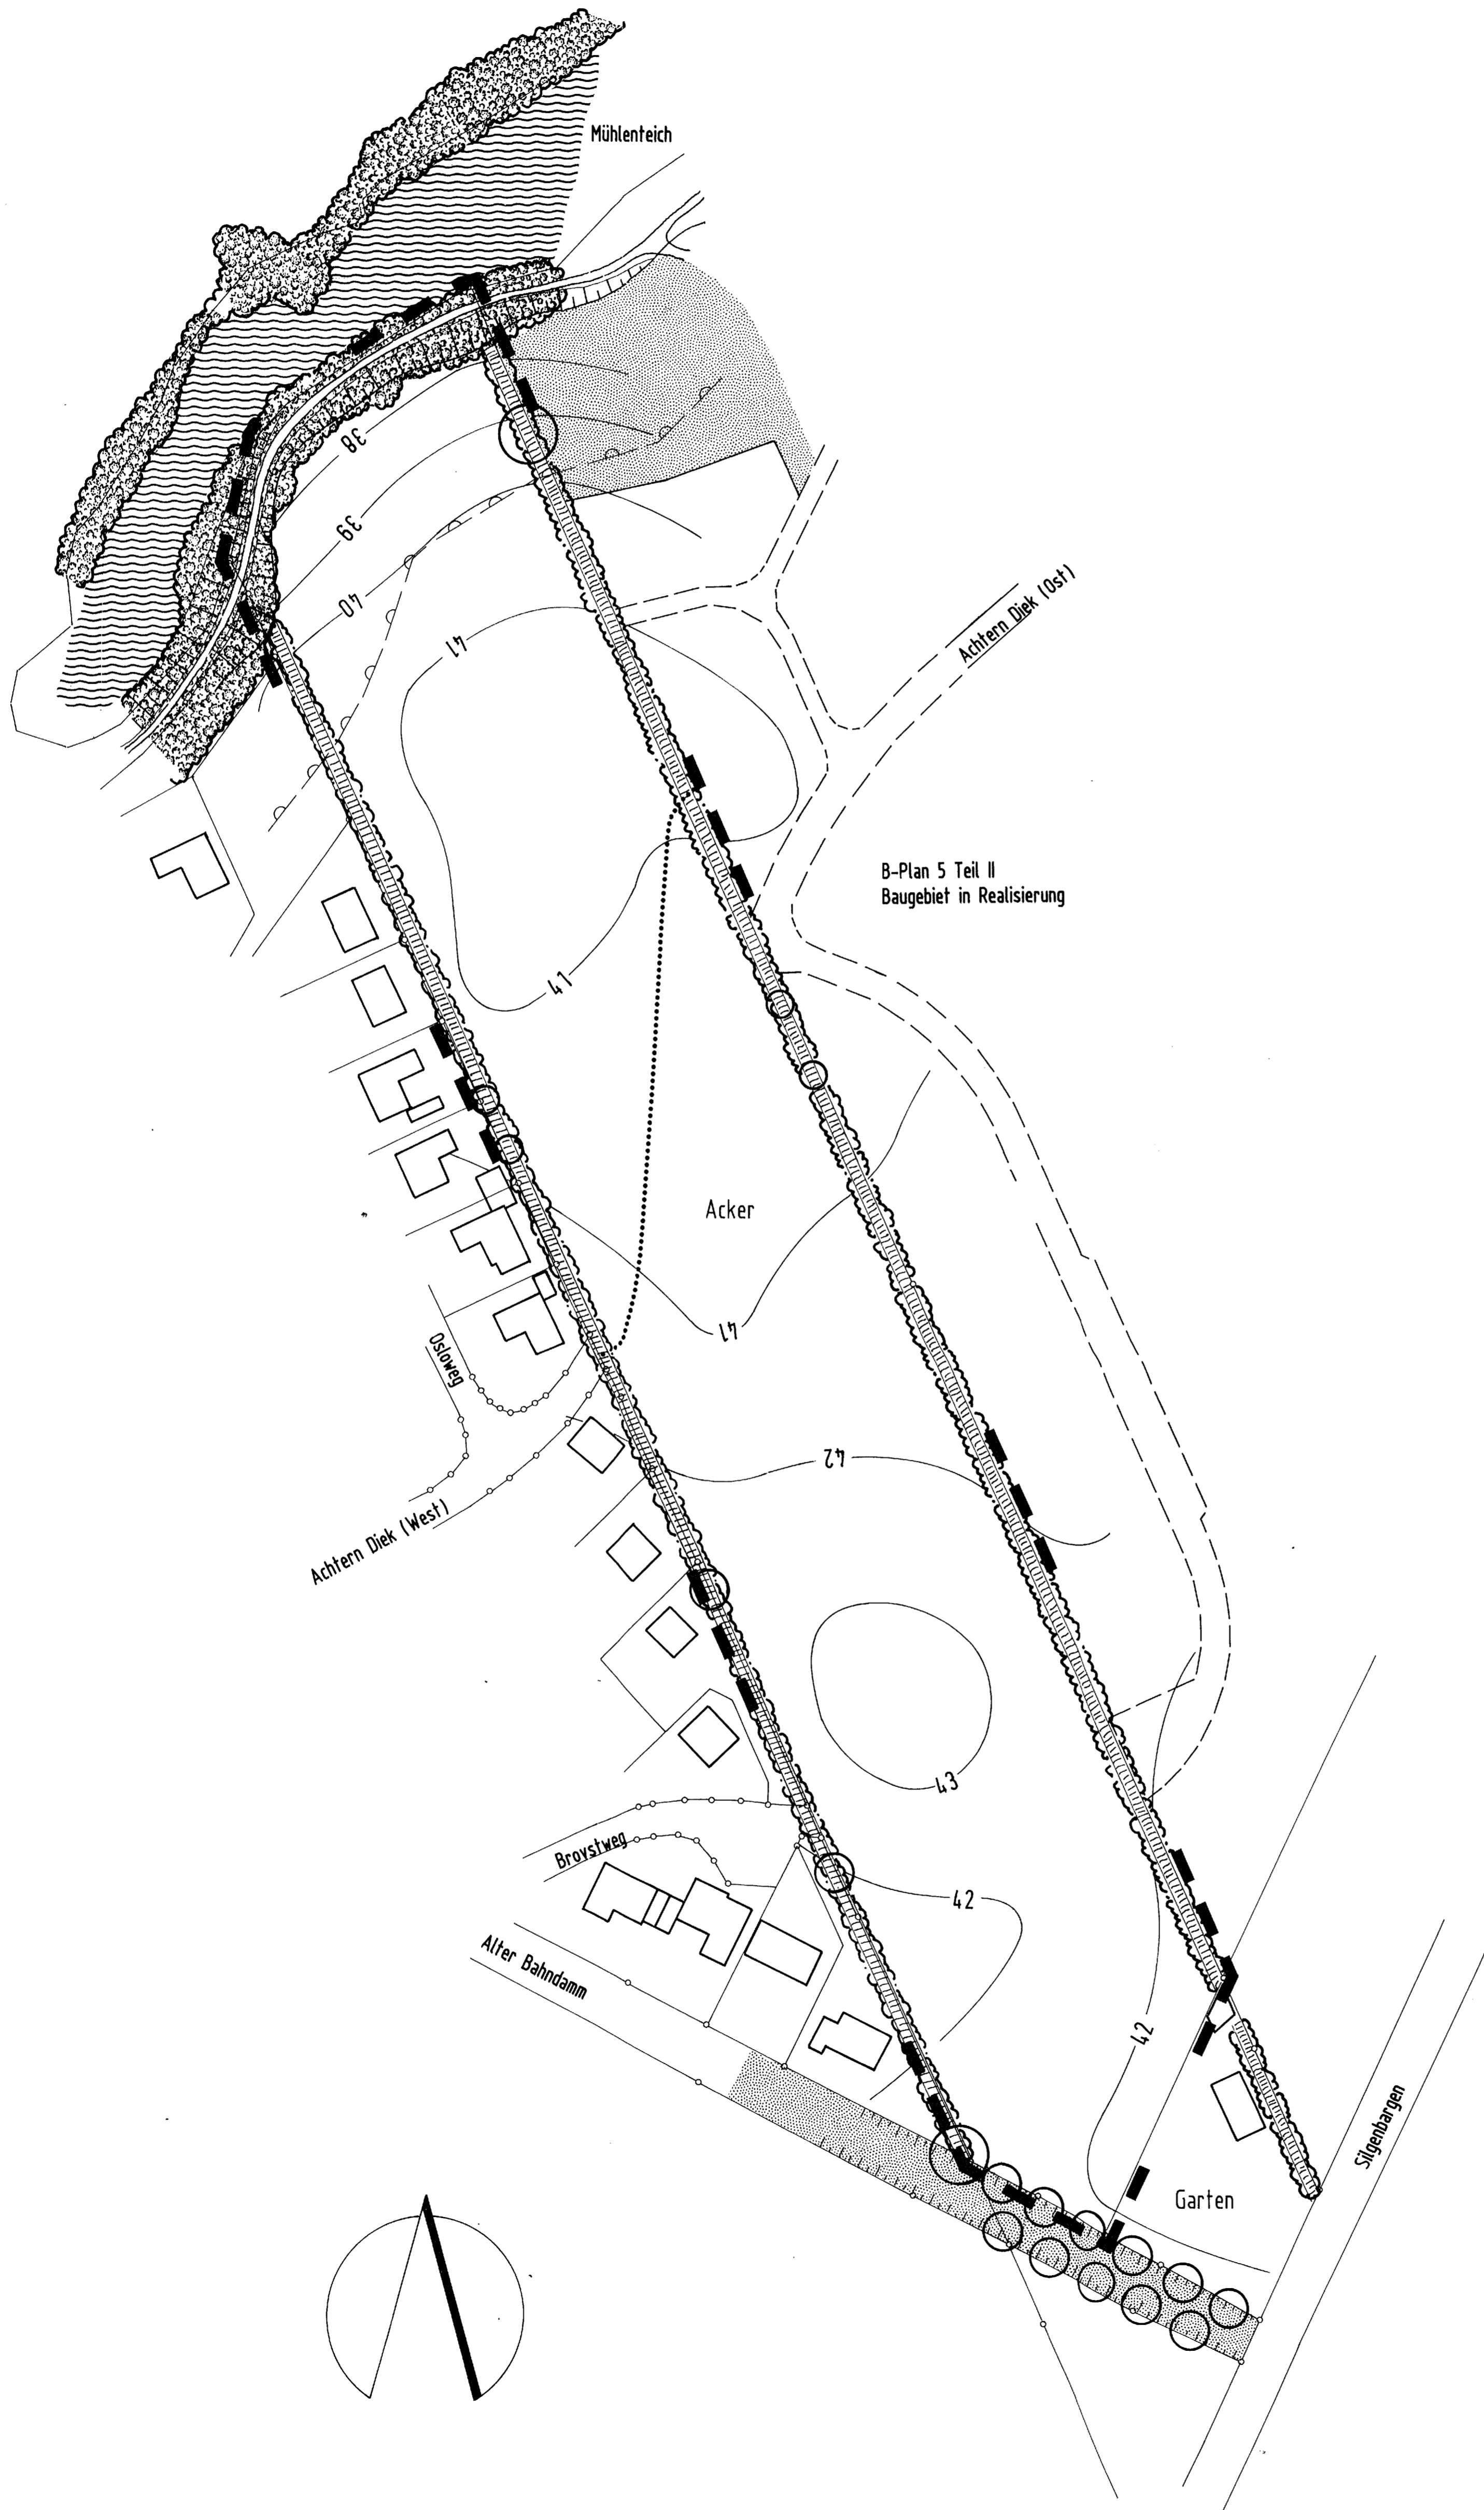 Mühlenteich
38
39
40
41
Achtern Diek (Ost)
B-Plan 5 Teil II
Baugebiet in Realisierung
41
Acker
41
Osloweg
42
Achtern Diek (West)
43
Brovstweg
42
Alter Bahndamm
42
Silgenbargen
Garten